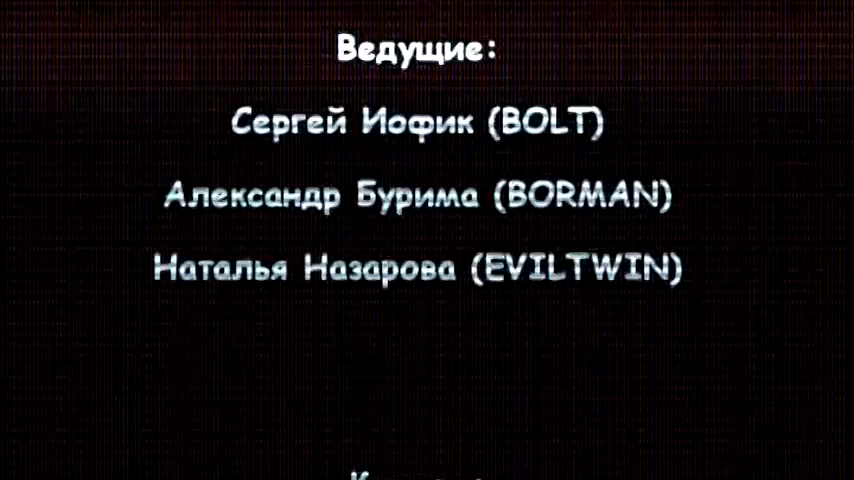 Ведущие:
Сергей Иофик (BOLT)
Александр Бурима (BORMAN)
Наталья Назарова (EVILTWIN)